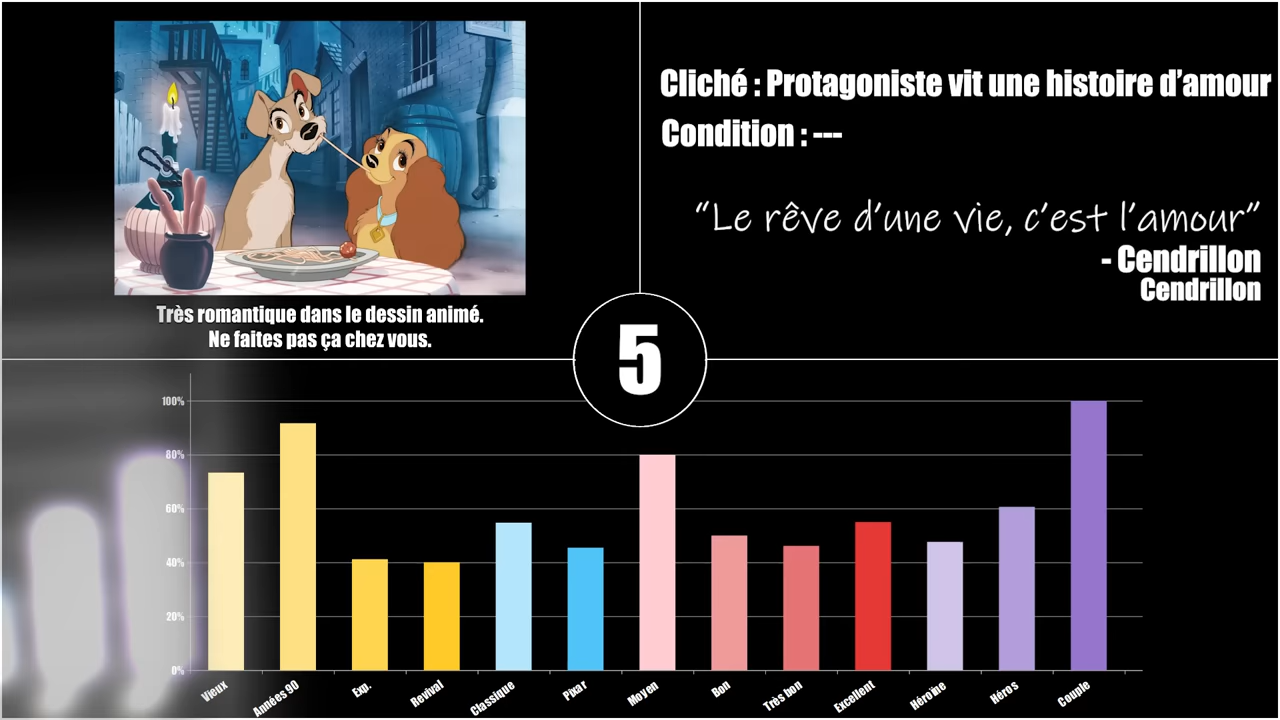 Cliché : Protagoniste vit une histoire d'amour
Condition : ---
“Le rêve d'une vie, c'est l'amour”
- Cendrillon
Cendrillon
Très romantique dans le dessin animé.
Ne faites pas ça chez vous.
5
100%
80%
60%
40%
20%
0%
Vieux
Années 90
Exp.
Revival
Classique
Pixar
Moyen
Bon
Très bon
Excellent
Héroïne
Héros
Couple